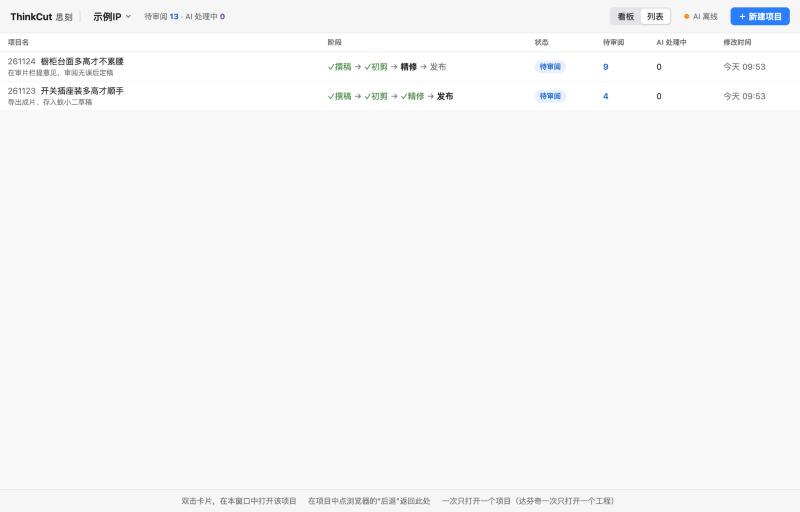 ThinkCut 思刻 示例IP 待审阅 13 · AI 处理中 0 看板 列表 AI 离线 + 新建项目
项目名 阶段 状态 待审阅 AI 处理中 修改时间
261124 橱柜台面多高才不累腰
在审片栏提意见，审阅无误后定稿
✓撰稿 → ✓初剪 → 精修 → 发布 待审阅 9 0 今天 09:53
261123 开关插座装多高才顺手
导出成片、存入蚁小二草稿
✓撰稿 → ✓初剪 → ✓精修 → 发布 待审阅 4 0 今天 09:53
双击卡片，在本窗口中打开该项目 在项目中点浏览器的“后退”返回此处 一次只打开一个项目（达芬奇一次只打开一个工程）